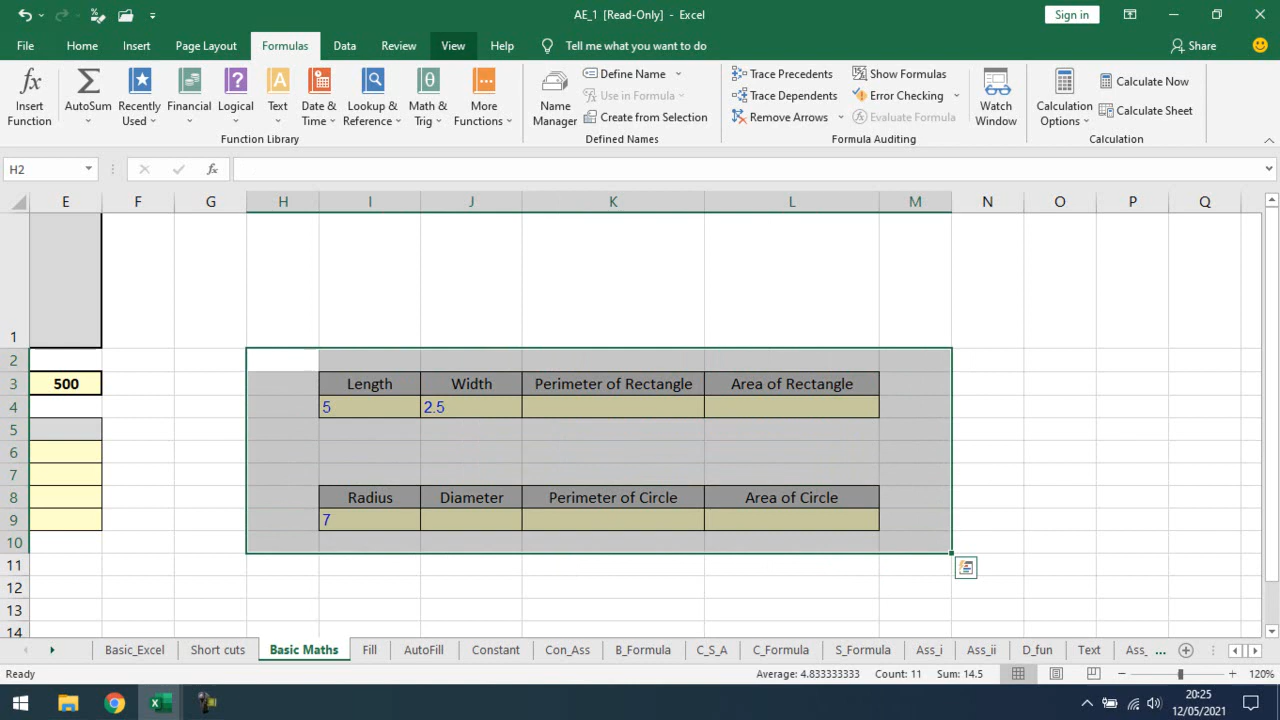 AE_1 [Read-Only] - Excel
Sign in
File Home Insert Page Layout Formulas Data Review View Help Tell me what you want to do Share
Insert Function
AutoSum
Recently Used
Financial
Logical
Text
Date & Time
Lookup & Reference
Math & Trig
More Functions
Function Library
Name Manager
Define Name
Use in Formula
Create from Selection
Defined Names
Trace Precedents
Trace Dependents
Remove Arrows
Show Formulas
Error Checking
Evaluate Formula
Formula Auditing
Watch Window
Calculation Options
Calculate Now
Calculate Sheet
Calculation
H2
fx
E F G H I J K L M N O P Q
1
2
3 500 Length Width Perimeter of Rectangle Area of Rectangle
4 5 2.5
5
6
7
8 Radius Diameter Perimeter of Circle Area of Circle
9 7
10
11
12
13
14
Basic_Excel Short cuts Basic Maths Fill AutoFill Constant Con_Ass B_Formula C_S_A C_Formula S_Formula Ass_i Ass_ii D_fun Text Ass_ ...
Ready Average: 4.833333333 Count: 11 Sum: 14.5 120%
20:25
12/05/2021